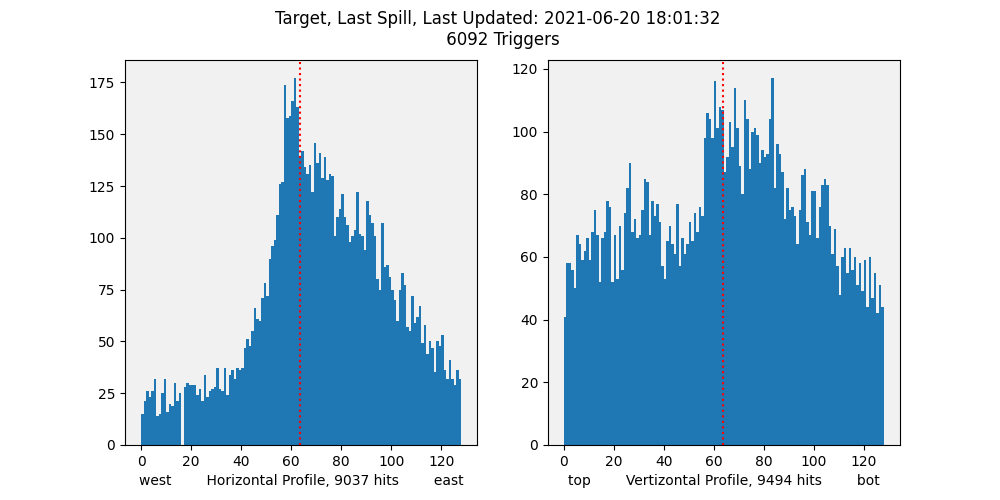 Target, Last Spill, Last Updated: 2021-06-20 18:01:32
6092 Triggers
175
150
125
100
75
50
25
0
0 20 40 60 80 100 120
west Horizontal Profile, 9037 hits east
120
100
80
60
40
20
0
0 20 40 60 80 100 120
top Vertizontal Profile, 9494 hits bot